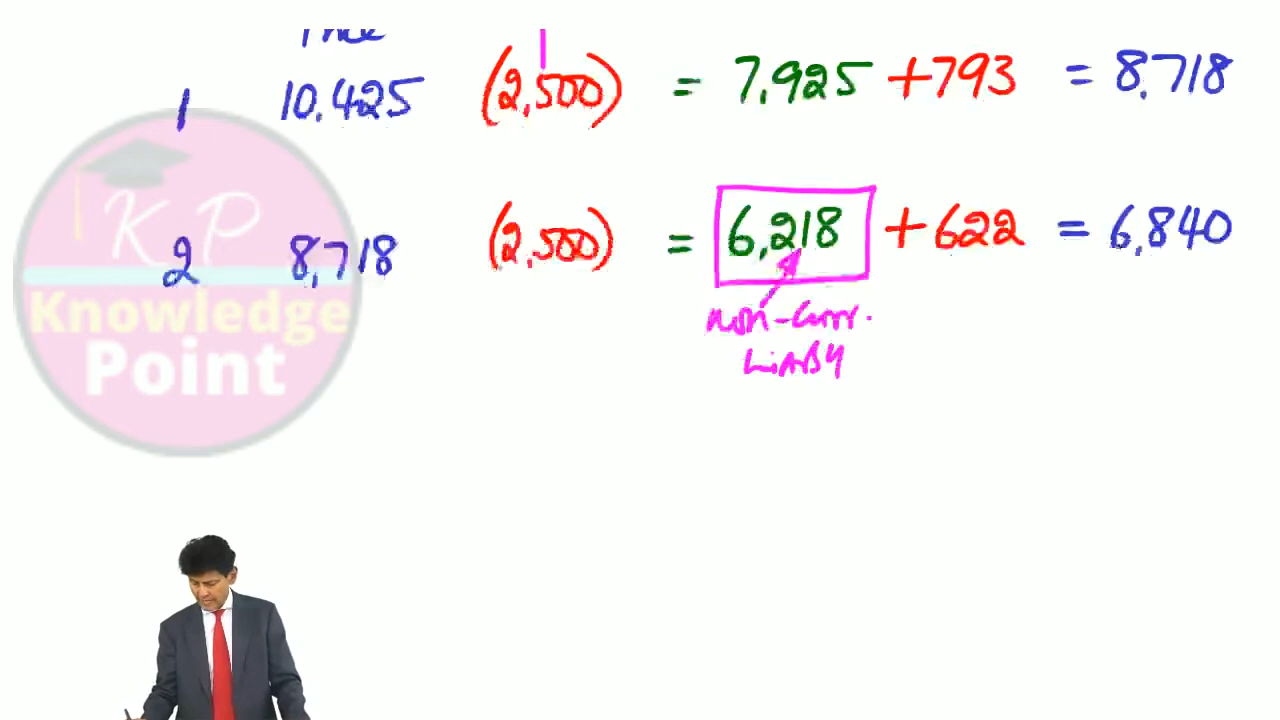 1 10,425 (2,500) = 7,925 +793 = 8,718
2 8,718 (2,500) = 6,218 +622 = 6,840
Non-Curr.
LiABY
KP
Knowledge
Point